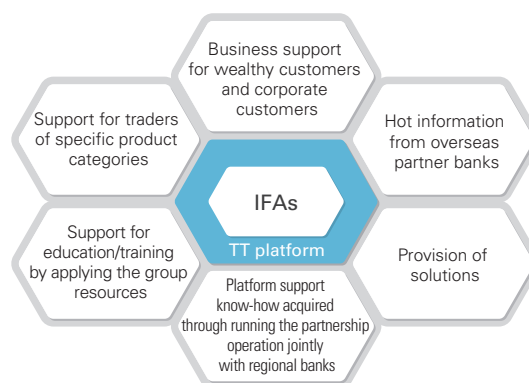 Business support
for wealthy customers
and corporate
customers
Support for traders
of specific product
categories
Hot information
from overseas
partner banks
IFAs
TT platform
Support for
education/training
by applying the group
resources
Provision of
solutions
Platform support
know-how acquired
through running the partnership
operation jointly
with regional banks